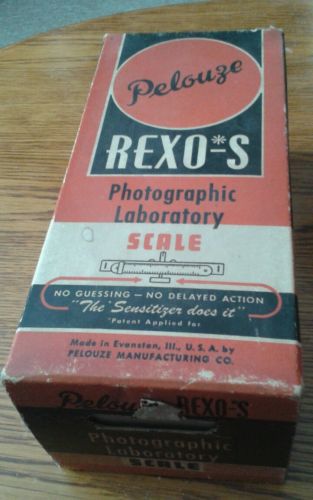 Pelouze
REXO*S
Photographic
Laboratory
SCALE
NO GUESSING — NO DELAYED ACTION
"The Sensitizer does it"
*Patent Applied for
Made in Evanston, Ill., U.S.A. by
PELOUZE MANUFACTURING CO.
Pelouze REXO-S
Photographic
Laboratory
SCALE